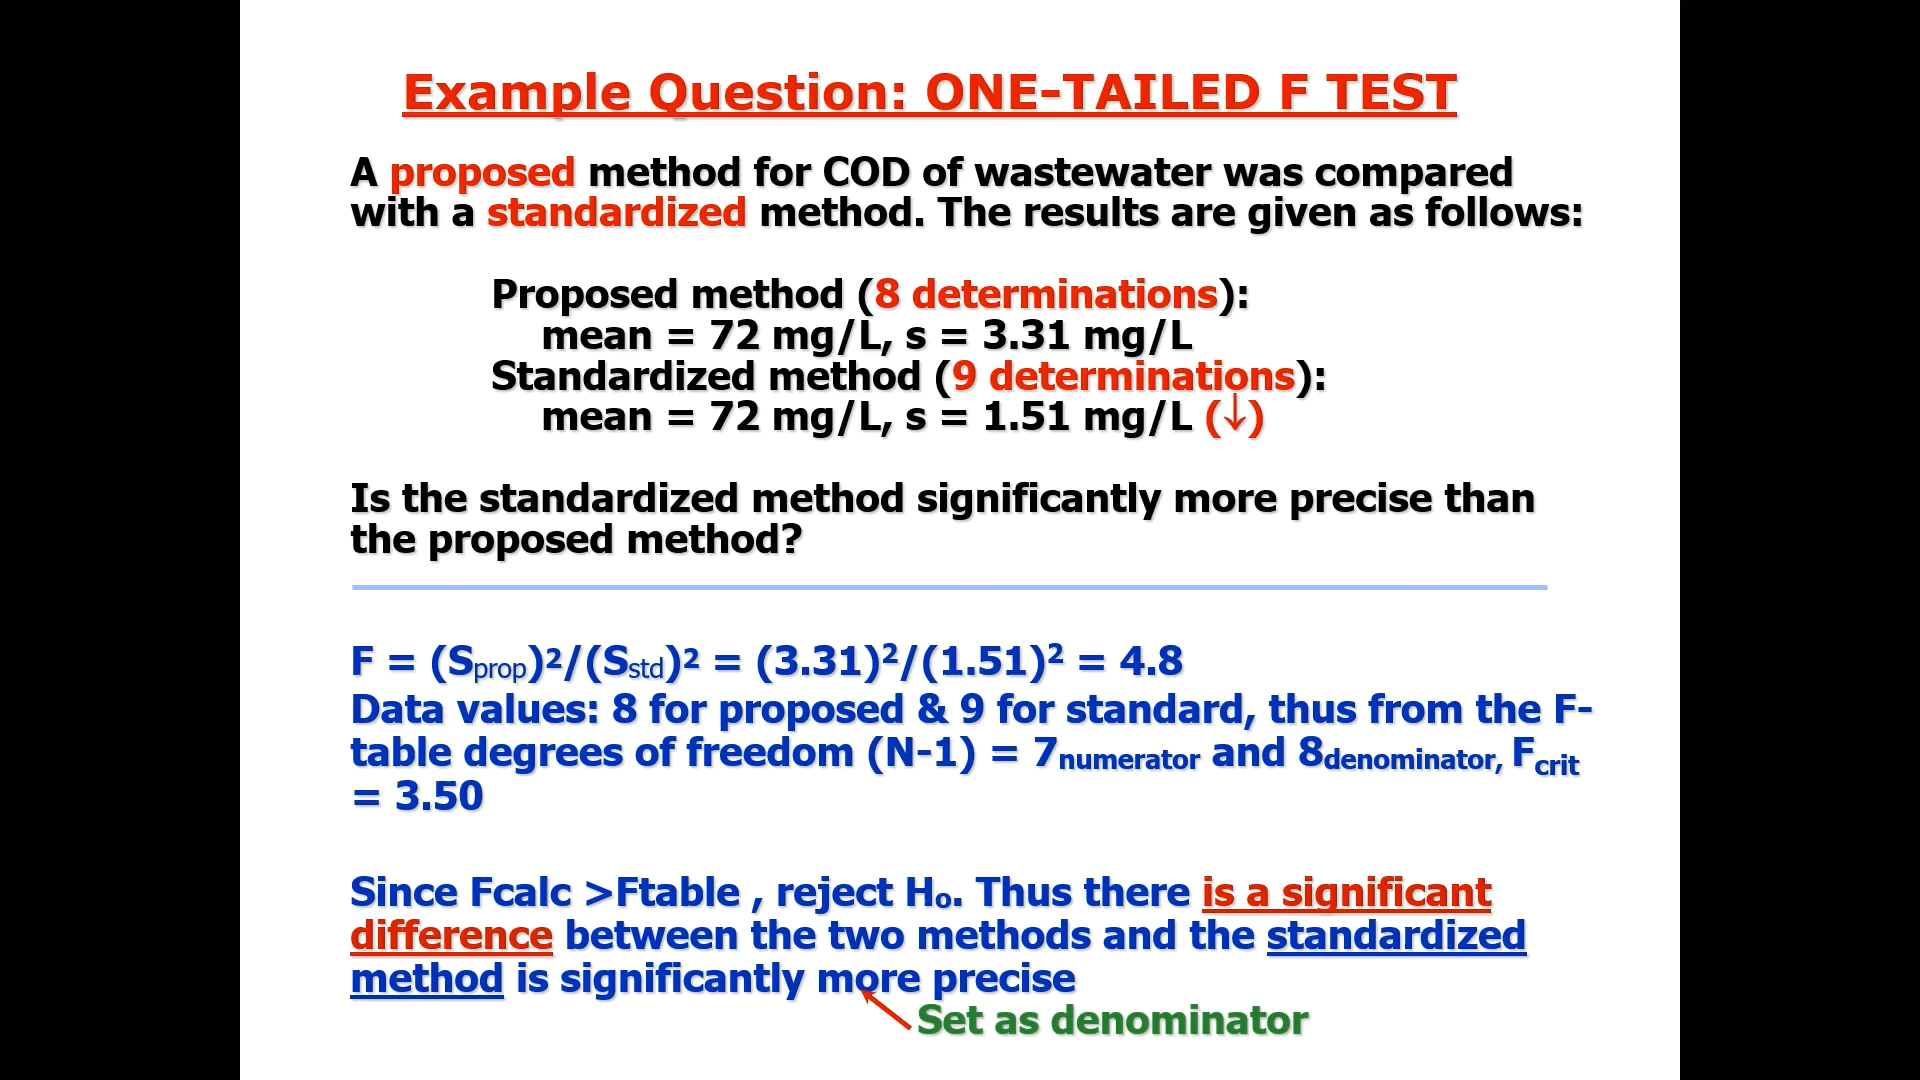 Example Question: ONE-TAILED F TEST
A proposed method for COD of wastewater was compared
with a standardized method. The results are given as follows:
Proposed method (8 determinations):
mean = 72 mg/L, s = 3.31 mg/L
Standardized method (9 determinations):
mean = 72 mg/L, s = 1.51 mg/L (↓)
Is the standardized method significantly more precise than
the proposed method?
F = (Sprop)²/(Sstd)² = (3.31)²/(1.51)² = 4.8
Data values: 8 for proposed & 9 for standard, thus from the F-
table degrees of freedom (N-1) = 7numerator and 8denominator, Fcrit
= 3.50
Since Fcalc >Ftable , reject Ho. Thus there is a significant
difference between the two methods and the standardized
method is significantly more precise
Set as denominator